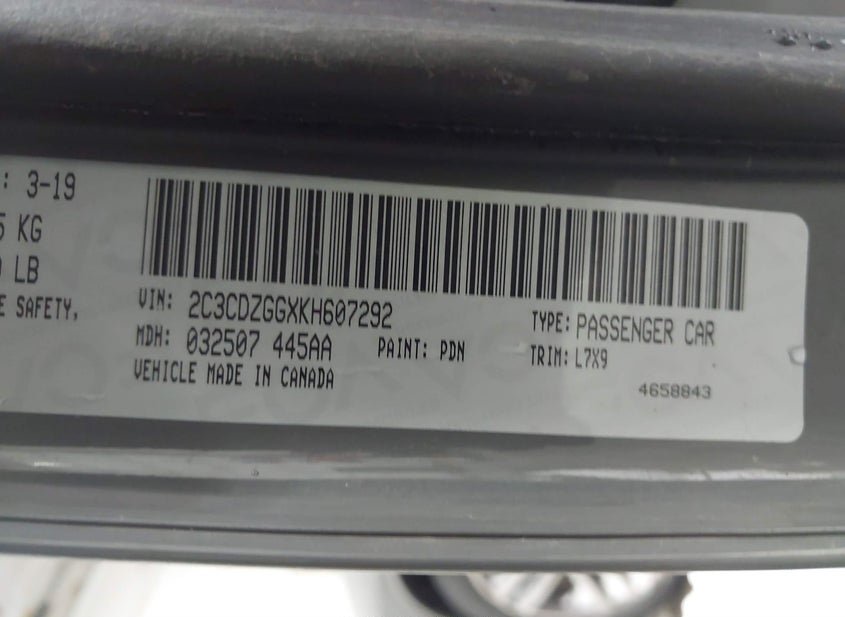 : 3-19
5 KG
LB
E SAFETY,
VIN: 2C3CDZGGXKH607292
TYPE: PASSENGER CAR
MDH: 032507 445AA
PAINT: PDN
TRIM: L7X9
VEHICLE MADE IN CANADA
4658843